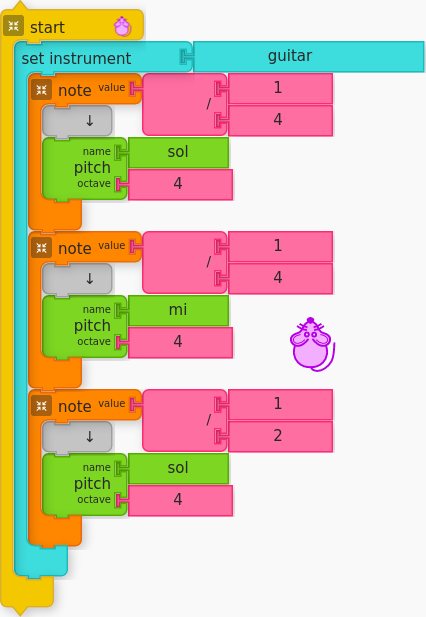 start
set instrument guitar
note value / 1
4
↓
name sol
pitch
octave 4
note value / 1
4
↓
name mi
pitch
octave 4
note value / 1
2
↓
name sol
pitch
octave 4